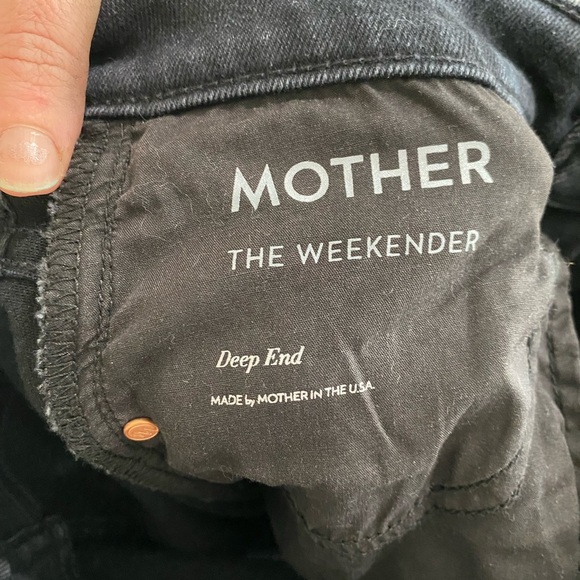 MOTHER
THE WEEKENDER
Deep End
MADE by MOTHER IN THE U.S.A.